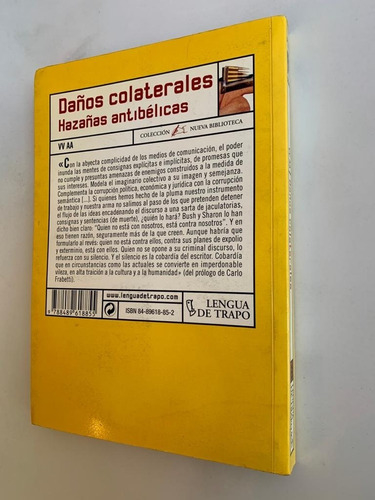 Daños colaterales
Hazañas antibélicas
COLECCIÓN NUEVA BIBLIOTECA
VV AA
«Con la abyecta complicidad de los medios de comunicación, el poder
inunda las mentes de consignas explícitas e implícitas, de promesas que
no cumple y presuntas amenazas de enemigos construidos a la medida de
sus intereses. Modela el imaginario colectivo a su imagen y semejanza.
Complementa la corrupción política, económica y jurídica con la corrupción
semántica [...]. Si quienes hemos hecho de la pluma nuestro instrumento
de trabajo y nuestra arma no salimos al paso de los que pretenden detener
el flujo de las ideas encadenando el discurso a una sarta de jaculatorias,
consignas y sentencias (de muerte), ¿quién lo hará? Bush y Sharon lo han
dicho bien claro: "Quien no está con nosotros, está contra nosotros". Y en
eso tienen razón, seguramente más de la que creen. Aunque habría que
formularlo al revés: quien no está contra ellos, contra sus planes de expolio
y exterminio, está con ellos. Quien no se opone a su criminal discurso, lo
refuerza con su silencio. Y el silencio es la cobardía del escritor. Cobardía
que en circunstancias como las actuales se convierte en imperdonable
vileza, en alta traición a la cultura y a la humanidad» (del prólogo de Carlo
Frabetti).
www.lenguadetrapo.com
9 788489 618855
ISBN 84-89618-85-2
LENGUA
DE TRAPO